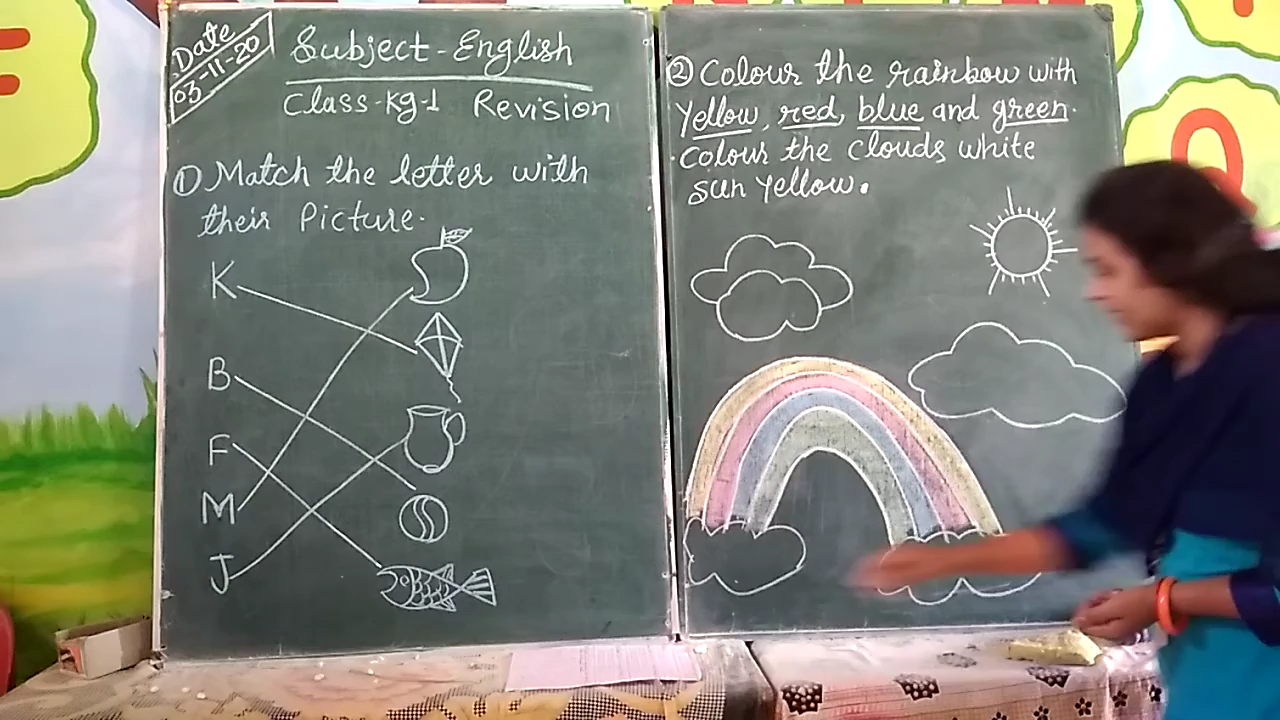 Date
03-11-20
Subject-English
Class-KG-1 Revision
① Match the letter with
their Picture.
K
B
F
M
J
② Colour the rainbow with
Yellow, red, blue and green.
Colour the clouds white
sun Yellow.